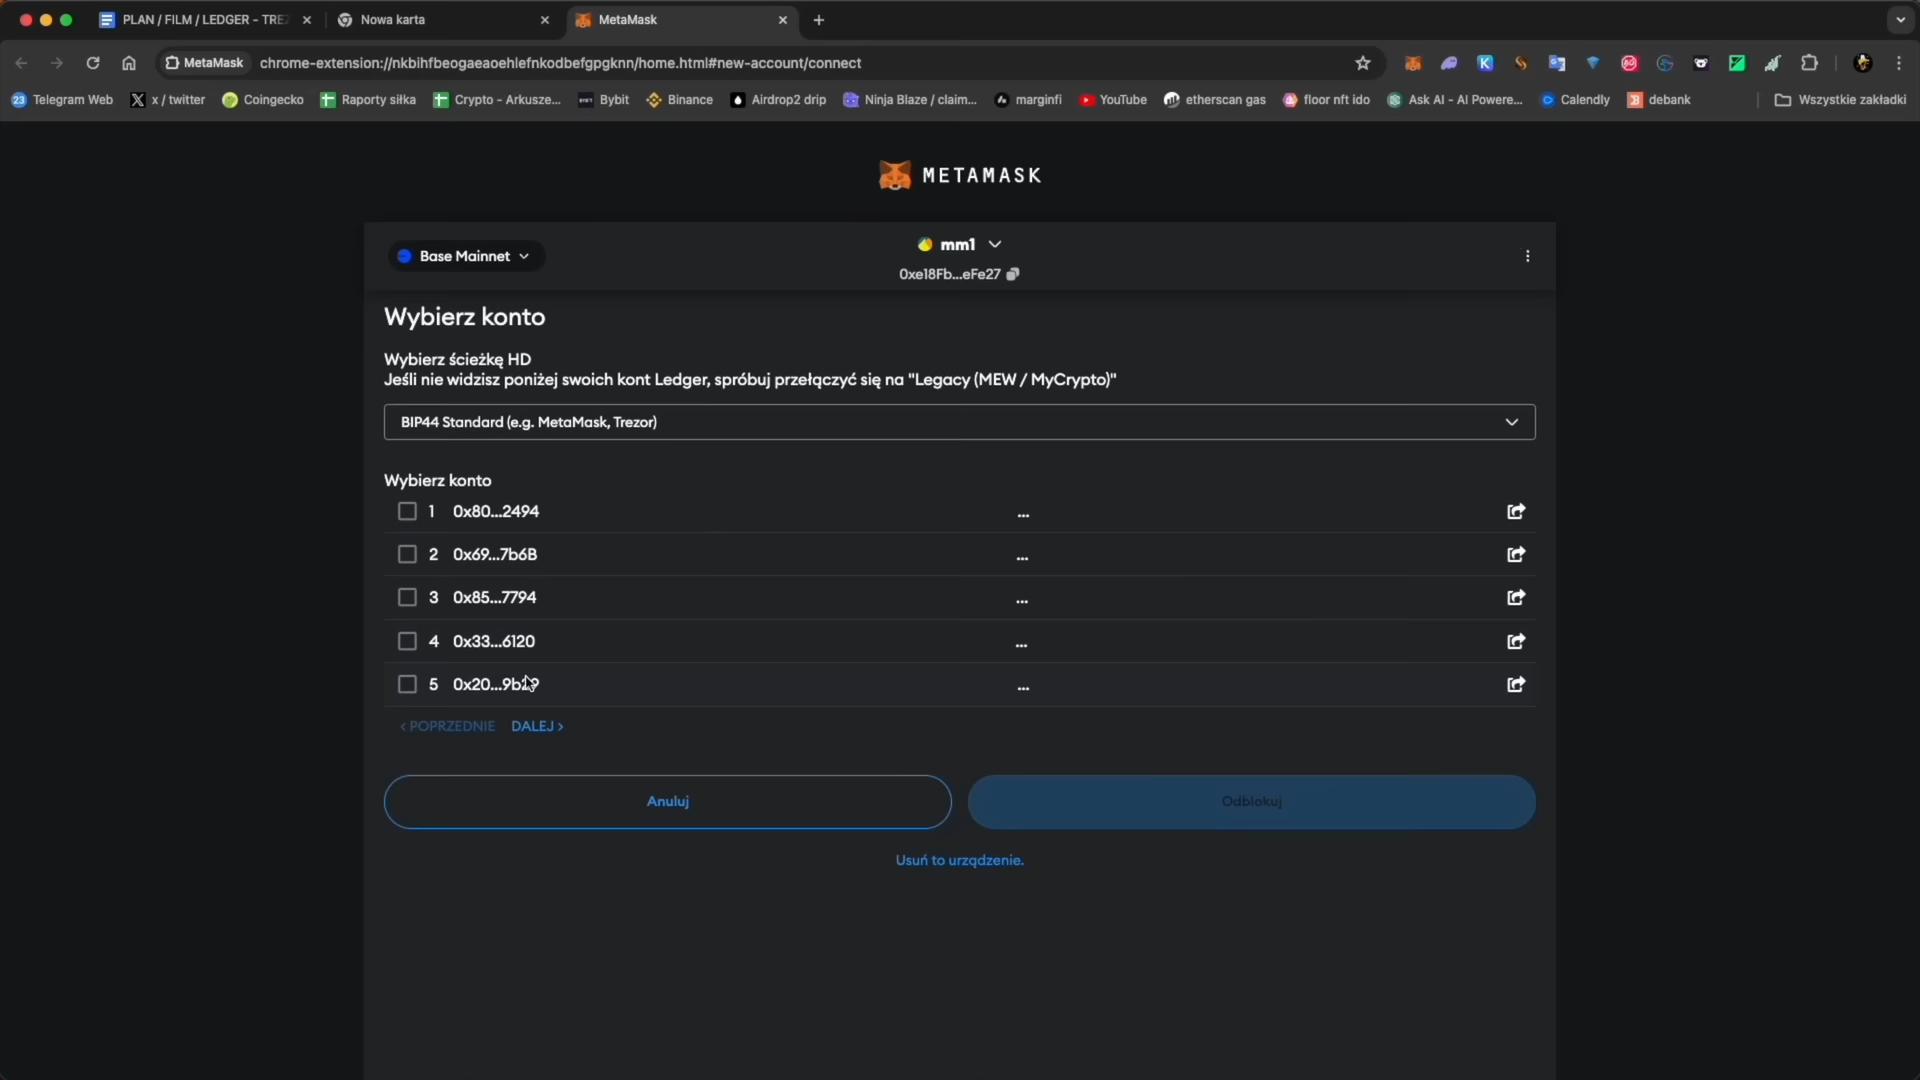 PLAN / FILM / LEDGER - TRE
Nowa karta
MetaMask
MetaMask
chrome-extension://nkbihfbeogaeaoehlefnkodbefgpgknn/home.html#new-account/connect
23 Telegram Web
x / twitter
Coingecko
Raporty siłka
Crypto - Arkusze...
Bybit
Binance
Airdrop2 drip
Ninja Blaze / claim...
marginfi
YouTube
etherscan gas
floor nft ido
Ask AI - AI Powere...
Calendly
debank
Wszystkie zakładki
METAMASK
Base Mainnet
mm1
0xe18Fb...eFe27
Wybierz konto
Wybierz ścieżkę HD
Jeśli nie widzisz poniżej swoich kont Ledger, spróbuj przełączyć się na "Legacy (MEW / MyCrypto)"
BIP44 Standard (e.g. MetaMask, Trezor)
Wybierz konto
1 0x80...2494 ...
2 0x69...7b6B ...
3 0x85...7794 ...
4 0x33...6120 ...
5 ...
< POPRZEDNIE DALEJ >
Anuluj
Odblokuj
Usuń to urządzenie.